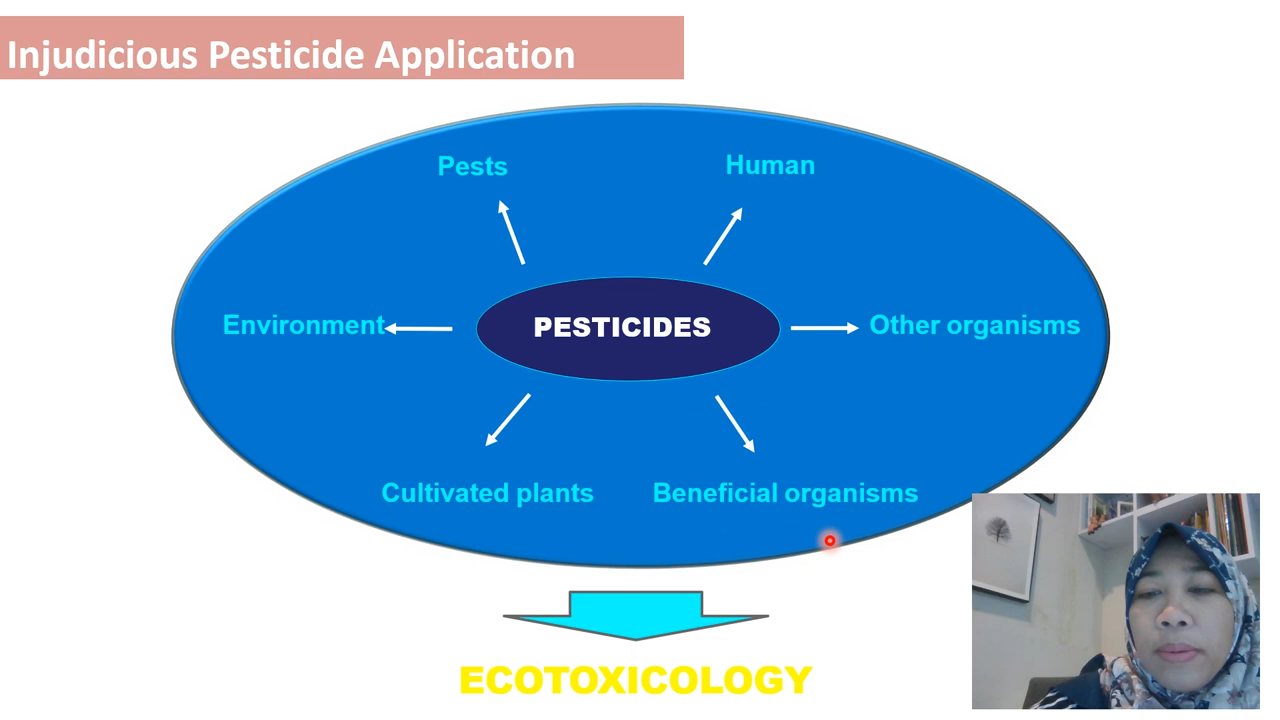 Injudicious Pesticide Application
Pests
Human
Environment
PESTICIDES
Other organisms
Cultivated plants
Beneficial organisms
ECOTOXICOLOGY